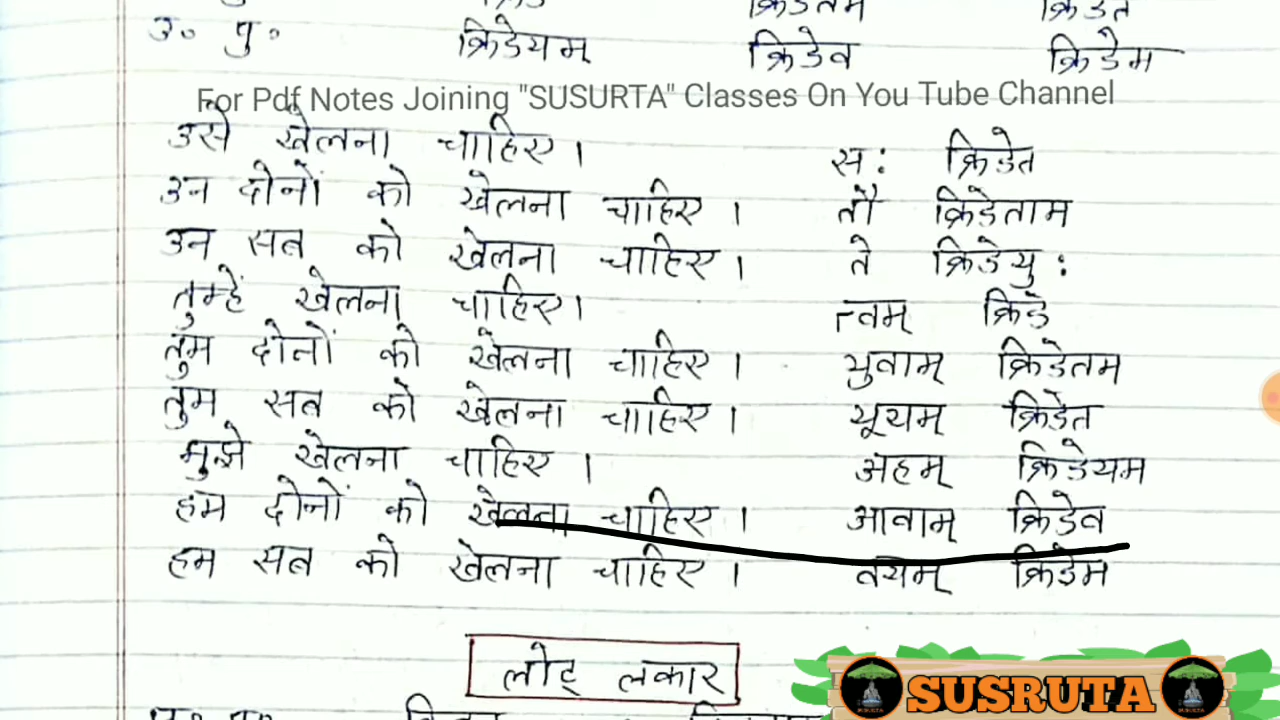 क्रिडेतम क्रिडेत
उ० पु० क्रिडेयम् क्रिडेव क्रिडेम
For Pdf Notes Joining "SUSURTA" Classes On You Tube Channel
उसे खेलना चाहिए । सः क्रिडेत
उन दोनों को खेलना चाहिए । तौ क्रिडेताम
उन सब को खेलना चाहिए । ते क्रिडेयुः
तुम्हें खेलना चाहिए । त्वम् क्रिडे
तुम दोनों को खेलना चाहिए । युवाम् क्रिडेतम
तुम सब को खेलना चाहिए । यूयम् क्रिडेत
मुझे खेलना चाहिए । अहम् क्रिडेयम
हम दोनों को खेलना चाहिए । आवाम् क्रिडेव
हम सब को खेलना चाहिए । वयम् क्रिडेम
लोट् लकार
SUSRUTA